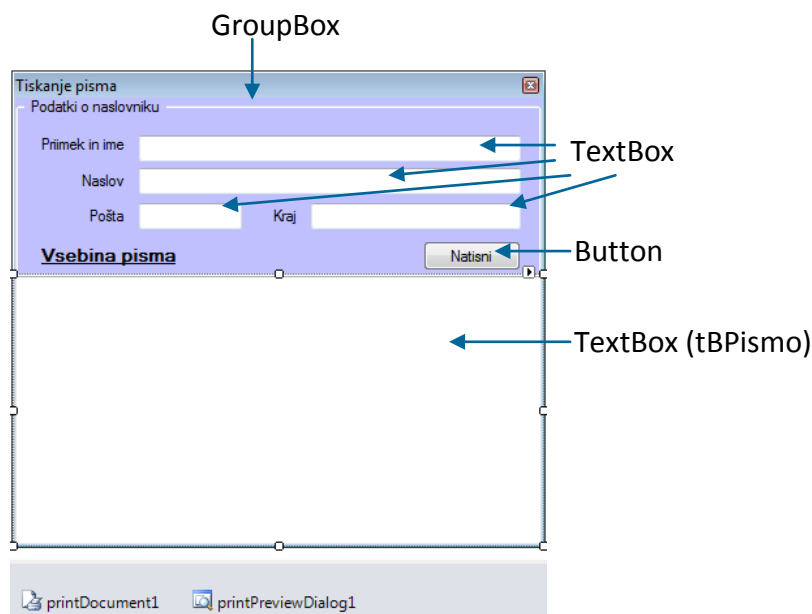 GroupBox
Tiskanje pisma
Podatki o naslovniku
Priimek in ime
TextBox
Naslov
Pošta Kraj
Vsebina pisma Natisni Button
TextBox (tBPismo)
printDocument1 printPreviewDialog1